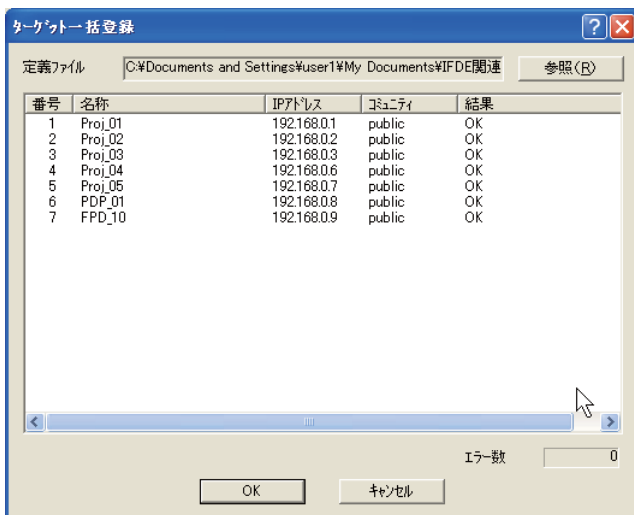 ﾀｰｹﾞｯﾄ一括登録
定義ﾌｧｲﾙ C:¥Documents and Settings¥user1¥My Documents¥IFDE関連 参照(R)
番号 名称 IPｱﾄﾞﾚｽ ｺﾐｭﾆﾃｨ 結果
1 Proj_01 192.168.0.1 public OK
2 Proj_02 192.168.0.2 public OK
3 Proj_03 192.168.0.3 public OK
4 Proj_04 192.168.0.6 public OK
5 Proj_05 192.168.0.7 public OK
6 PDP_01 192.168.0.8 public OK
7 FPD_10 192.168.0.9 public OK
ｴﾗｰ数 0
OK ｷｬﾝｾﾙ